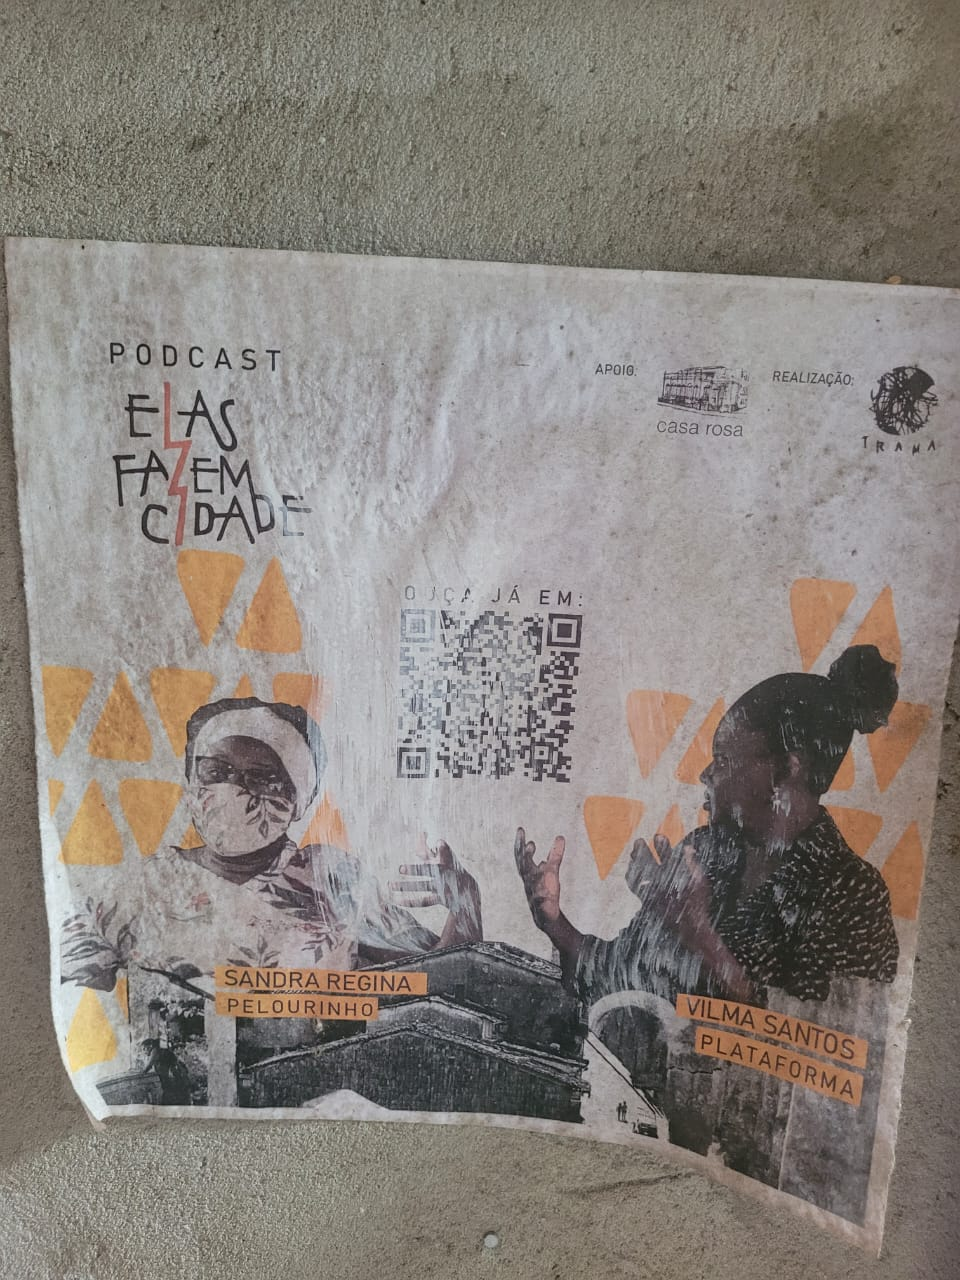 PODCAST
ELAS
FAZEM
CIDADE
APOIO:
casa rosa
REALIZAÇÃO:
TRAMA
OUÇA JÁ EM:
SANDRA REGINA
PELOURINHO
VILMA SANTOS
PLATAFORMA